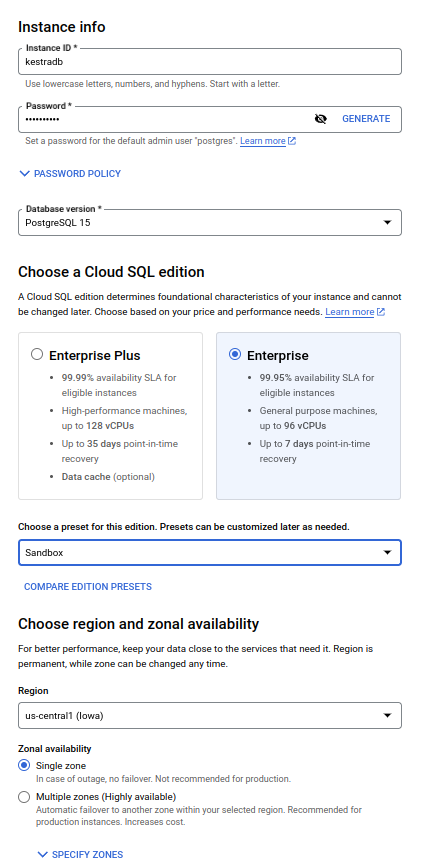 Instance info
Instance ID *
kestradb
Use lowercase letters, numbers, and hyphens. Start with a letter.
Password *
••••••••••
GENERATE
Set a password for the default admin user "postgres". Learn more
PASSWORD POLICY
Database version *
PostgreSQL 15
Choose a Cloud SQL edition
A Cloud SQL edition determines foundational characteristics of your instance and cannot
be changed later. Choose based on your price and performance needs. Learn more
Enterprise Plus
• 99.99% availability SLA for
eligible instances
• High-performance machines,
up to 128 vCPUs
• Up to 35 days point-in-time
recovery
• Data cache (optional)
Enterprise
• 99.95% availability SLA for
eligible instances
• General purpose machines,
up to 96 vCPUs
• Up to 7 days point-in-time
recovery
Choose a preset for this edition. Presets can be customized later as needed.
Sandbox
COMPARE EDITION PRESETS
Choose region and zonal availability
For better performance, keep your data close to the services that need it. Region is
permanent, while zone can be changed any time.
Region
us-central1 (Iowa)
Zonal availability
Single zone
In case of outage, no failover. Not recommended for production.
Multiple zones (Highly available)
Automatic failover to another zone within your selected region. Recommended for
production instances. Increases cost.
SPECIFY ZONES